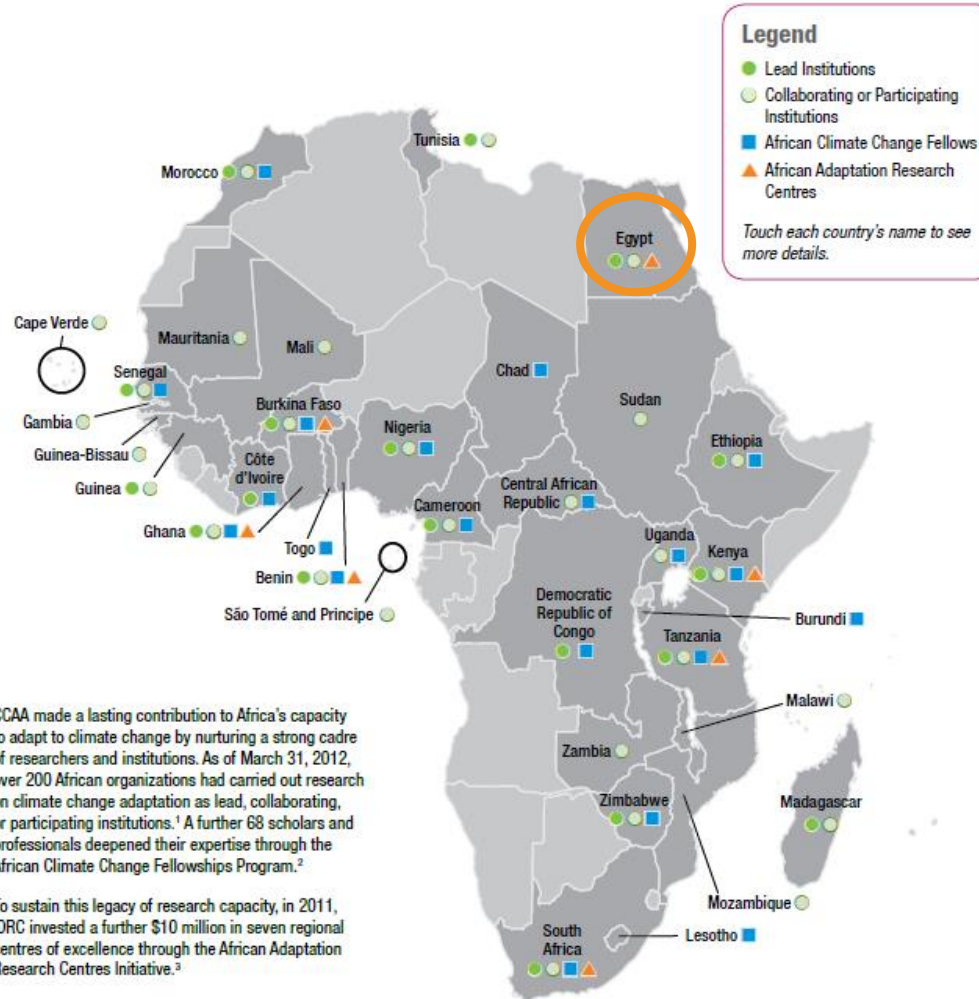 Legend
Lead Institutions
Collaborating or Participating
Institutions
African Climate Change Fellows
African Adaptation Research
Centres
Touch each country's name to see
more details.
Tunisia
Morocco
Egypt
Cape Verde
Mauritania
Mali
Chad
Senegal
Sudan
Gambia
Burkina Faso
Nigeria
Ethiopia
Guinea-Bissau
Côte
d'Ivoire
Guinea
Central African
Republic
Cameroon
Ghana
Togo
Uganda
Kenya
Benin
São Tomé and Principe
Democratic
Republic of
Congo
Burundi
Tanzania
Malawi
Zambia
Zimbabwe
Madagascar
Mozambique
Lesotho
South
Africa
CCAA made a lasting contribution to Africa's capacity
to adapt to climate change by nurturing a strong cadre
of researchers and institutions. As of March 31, 2012,
over 200 African organizations had carried out research
on climate change adaptation as lead, collaborating,
or participating institutions.¹ A further 68 scholars and
professionals deepened their expertise through the
African Climate Change Fellowships Program.²
To sustain this legacy of research capacity, in 2011,
IDRC invested a further $10 million in seven regional
centres of excellence through the African Adaptation
Research Centres Initiative.³